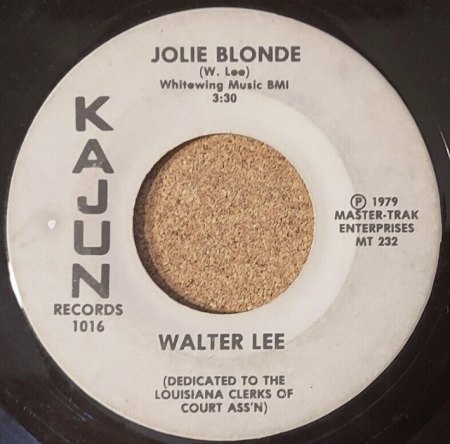 JOLIE BLONDE
(W. Lee)
Whitewing Music BMI
3:30
KAJUN
RECORDS
1016
Ⓟ 1979
MASTER-TRAK
ENTERPRISES
MT 232
WALTER LEE
(DEDICATED TO THE
LOUISIANA CLERKS OF
COURT ASS'N)